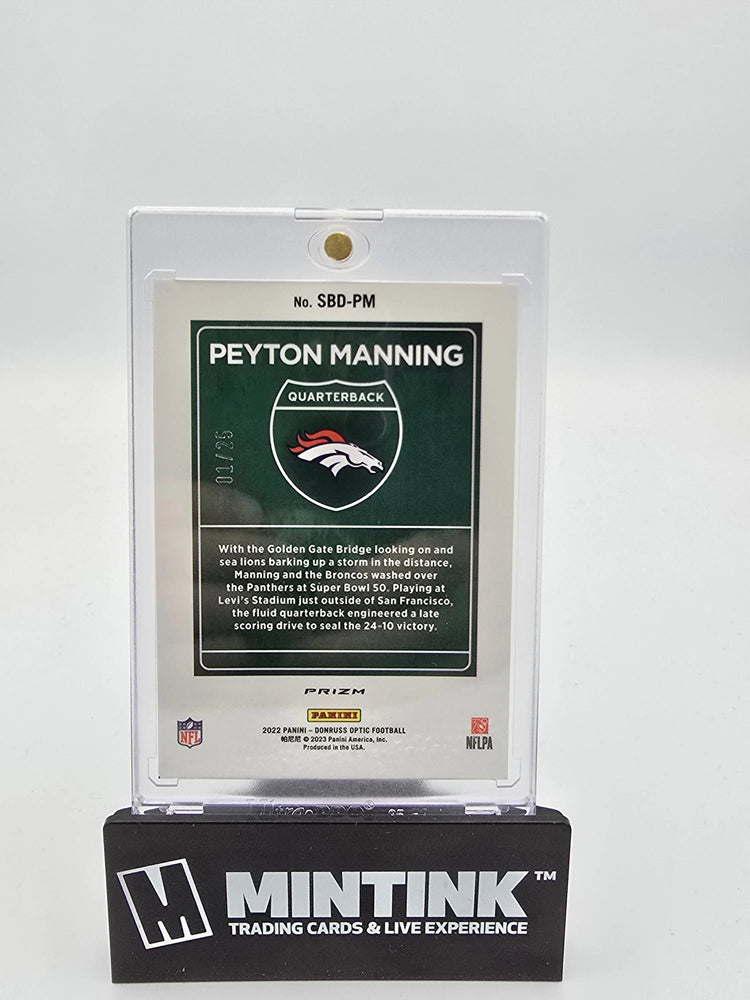 No. SBD-PM
PEYTON MANNING
QUARTERBACK
01/25
With the Golden Gate Bridge looking on and
sea lions barking up a storm in the distance,
Manning and the Broncos washed over
the Panthers at Super Bowl 50. Playing at
Levi's Stadium just outside of San Francisco,
the fluid quarterback engineered a late
scoring drive to seal the 24-10 victory.
PRIZM
PANINI
2022 PANINI – DONRUSS OPTIC FOOTBALL
帕尼尼 © 2023 Panini America, Inc.
Produced in the USA.
NFL
NFLPA
M MINTINK™
TRADING CARDS & LIVE EXPERIENCE